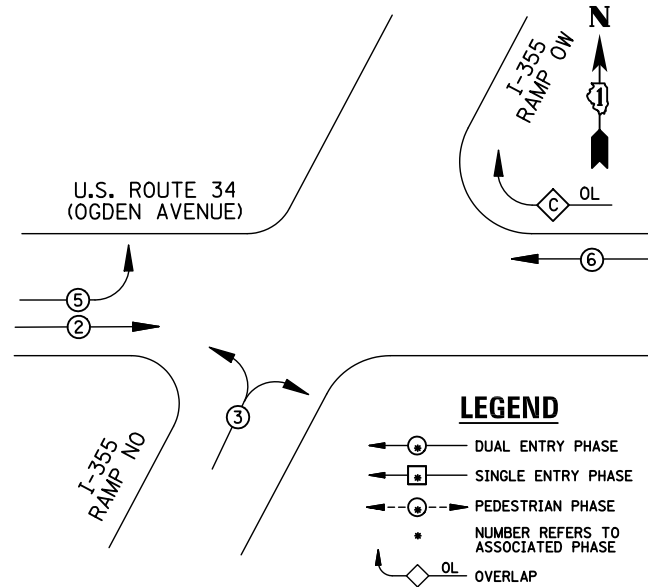 N
I-355
RAMP OW
1
U.S. ROUTE 34
(OGDEN AVENUE)
C
OL
6
5
2
3
I-355
RAMP NO
LEGEND
* DUAL ENTRY PHASE
* SINGLE ENTRY PHASE
* PEDESTRIAN PHASE
* NUMBER REFERS TO
ASSOCIATED PHASE
OL OVERLAP